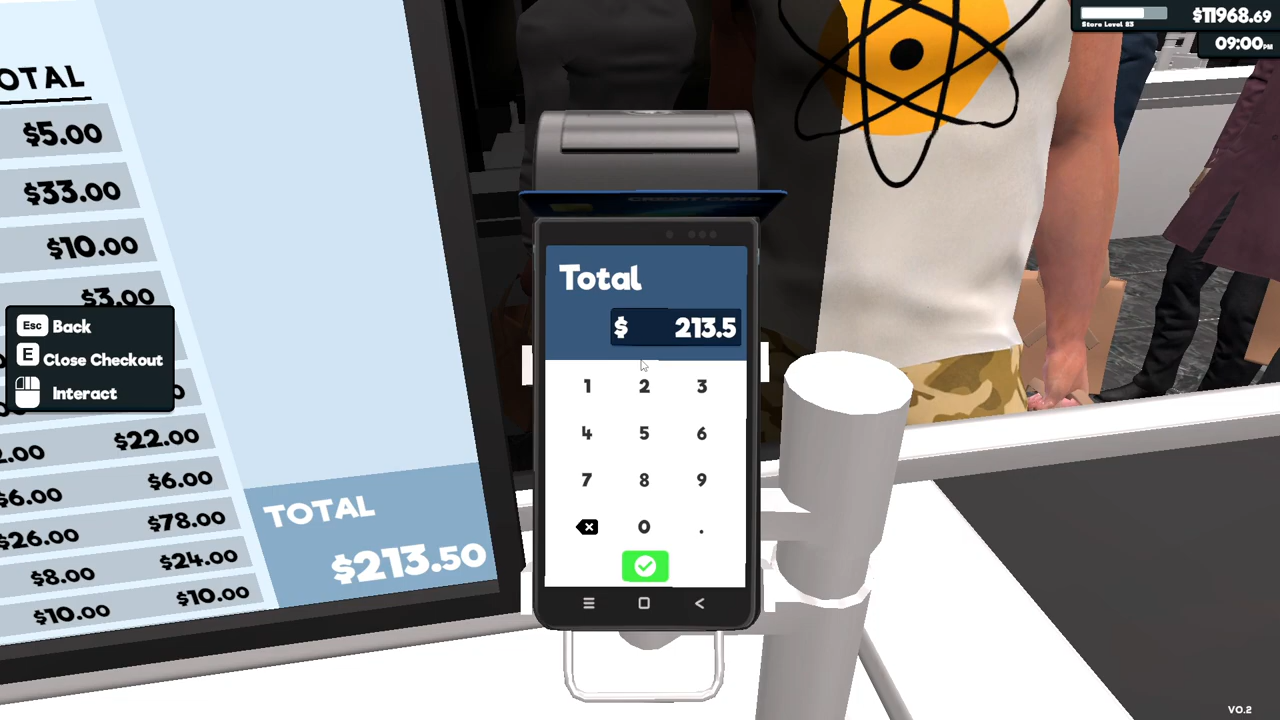 OTAL
$5.00
$33.00
$10.00
$3.00
Esc Back
E Close Checkout
Interact
$22.00
$6.00 $6.00
$26.00 $78.00
$8.00 $24.00
$10.00 $10.00
TOTAL
$213.50
CREDIT CARD
Total
$ 213.5
1 2 3
4 5 6
7 8 9
0 .
Store Level 83
$11968.69
09:00PM
V0.2